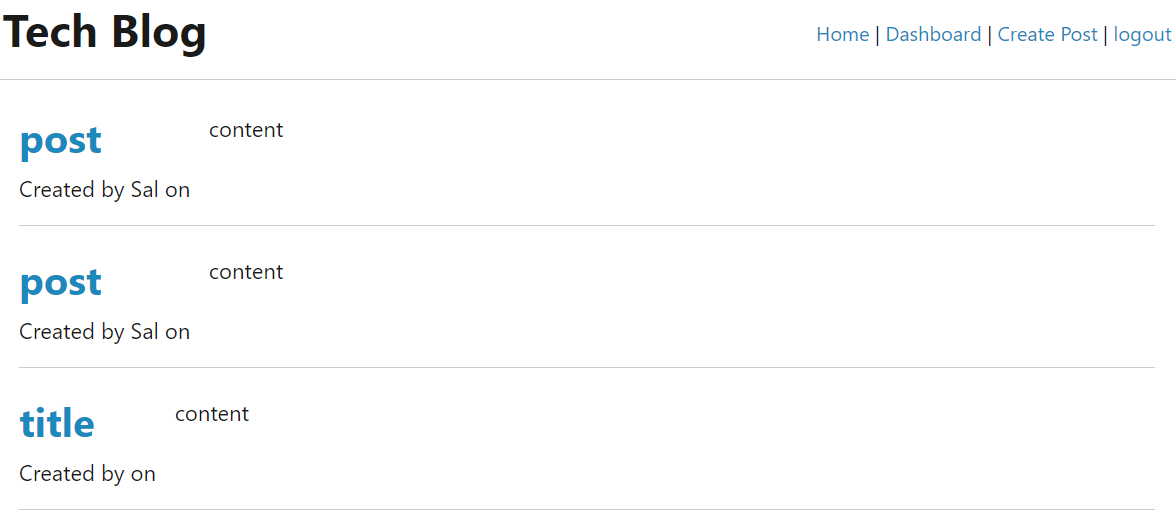 Tech Blog
Home | Dashboard | Create Post | logout
post
content
Created by Sal on
post
content
Created by Sal on
title
content
Created by on